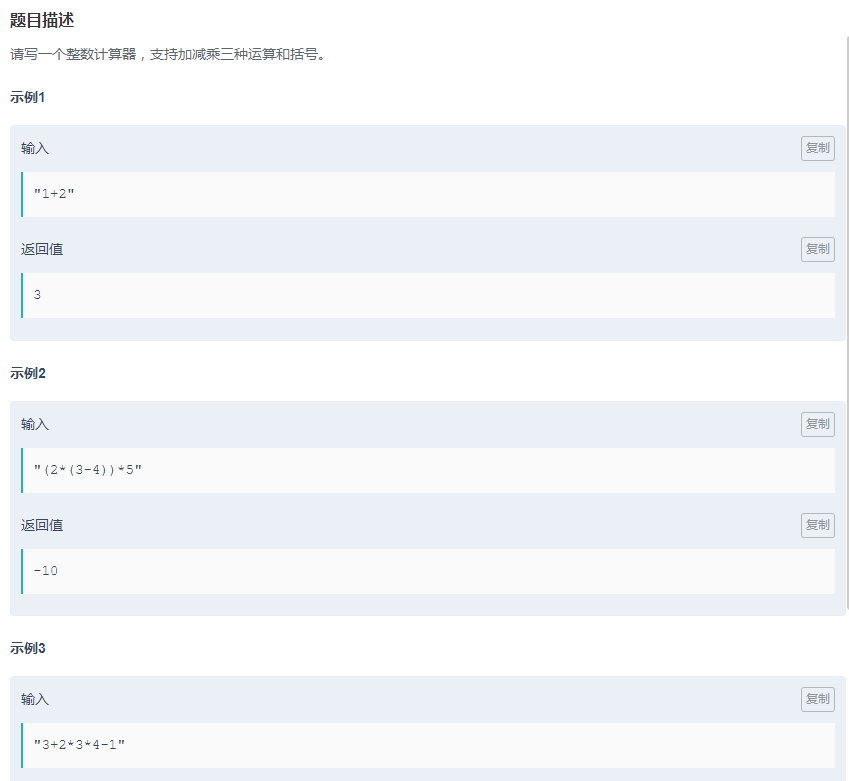 题目描述
请写一个整数计算器，支持加减乘三种运算和括号。
示例1
输入
复制
"1+2"
返回值
复制
3
示例2
输入
复制
"(2*(3-4))*5"
返回值
复制
-10
示例3
输入
复制
"3+2*3*4-1"